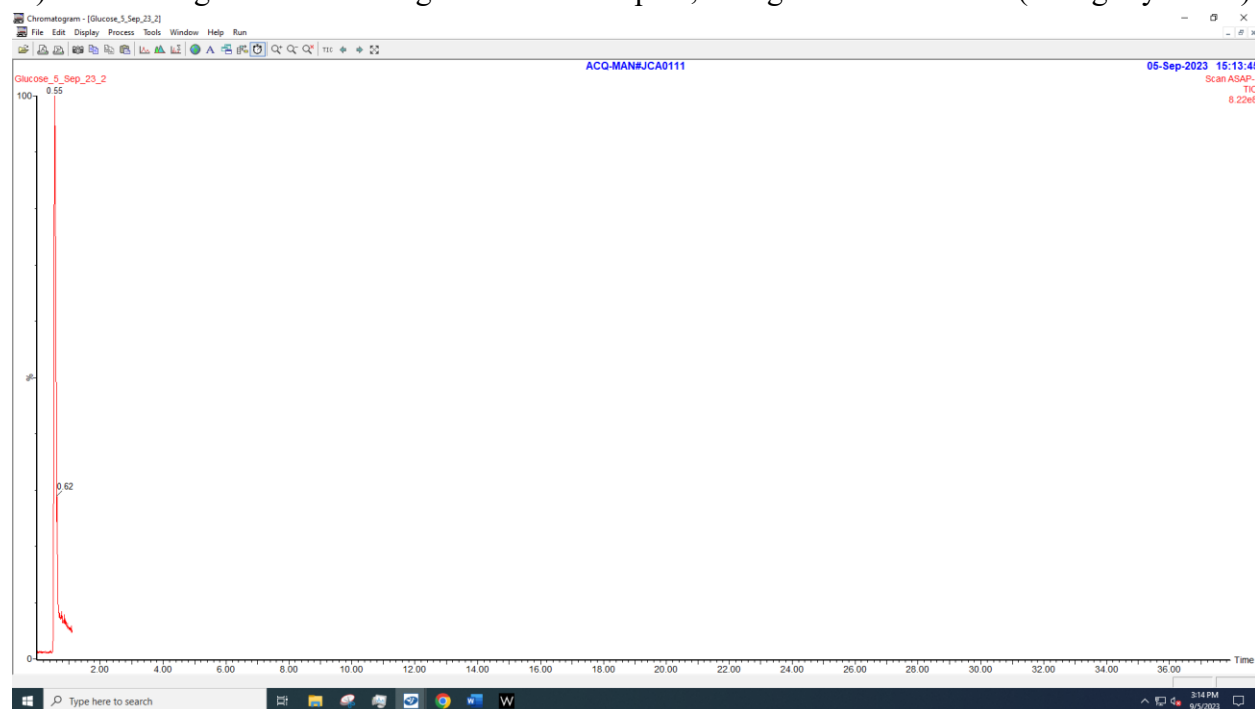 Chromatogram - [Glucose_5_Sep_23_2]
File Edit Display Process Tools Window Help Run
TIC
ACQ-MAN#JCA0111
05-Sep-2023 15:13:48
Glucose_5_Sep_23_2
Scan ASAP-
TIC
8.22e8
100
0.55
%
0.62
0
2.00 4.00 6.00 8.00 10.00 12.00 14.00 16.00 18.00 20.00 22.00 24.00 26.00 28.00 30.00 32.00 34.00 36.00
Time
Type here to search
W
W
3:14 PM
9/5/2023